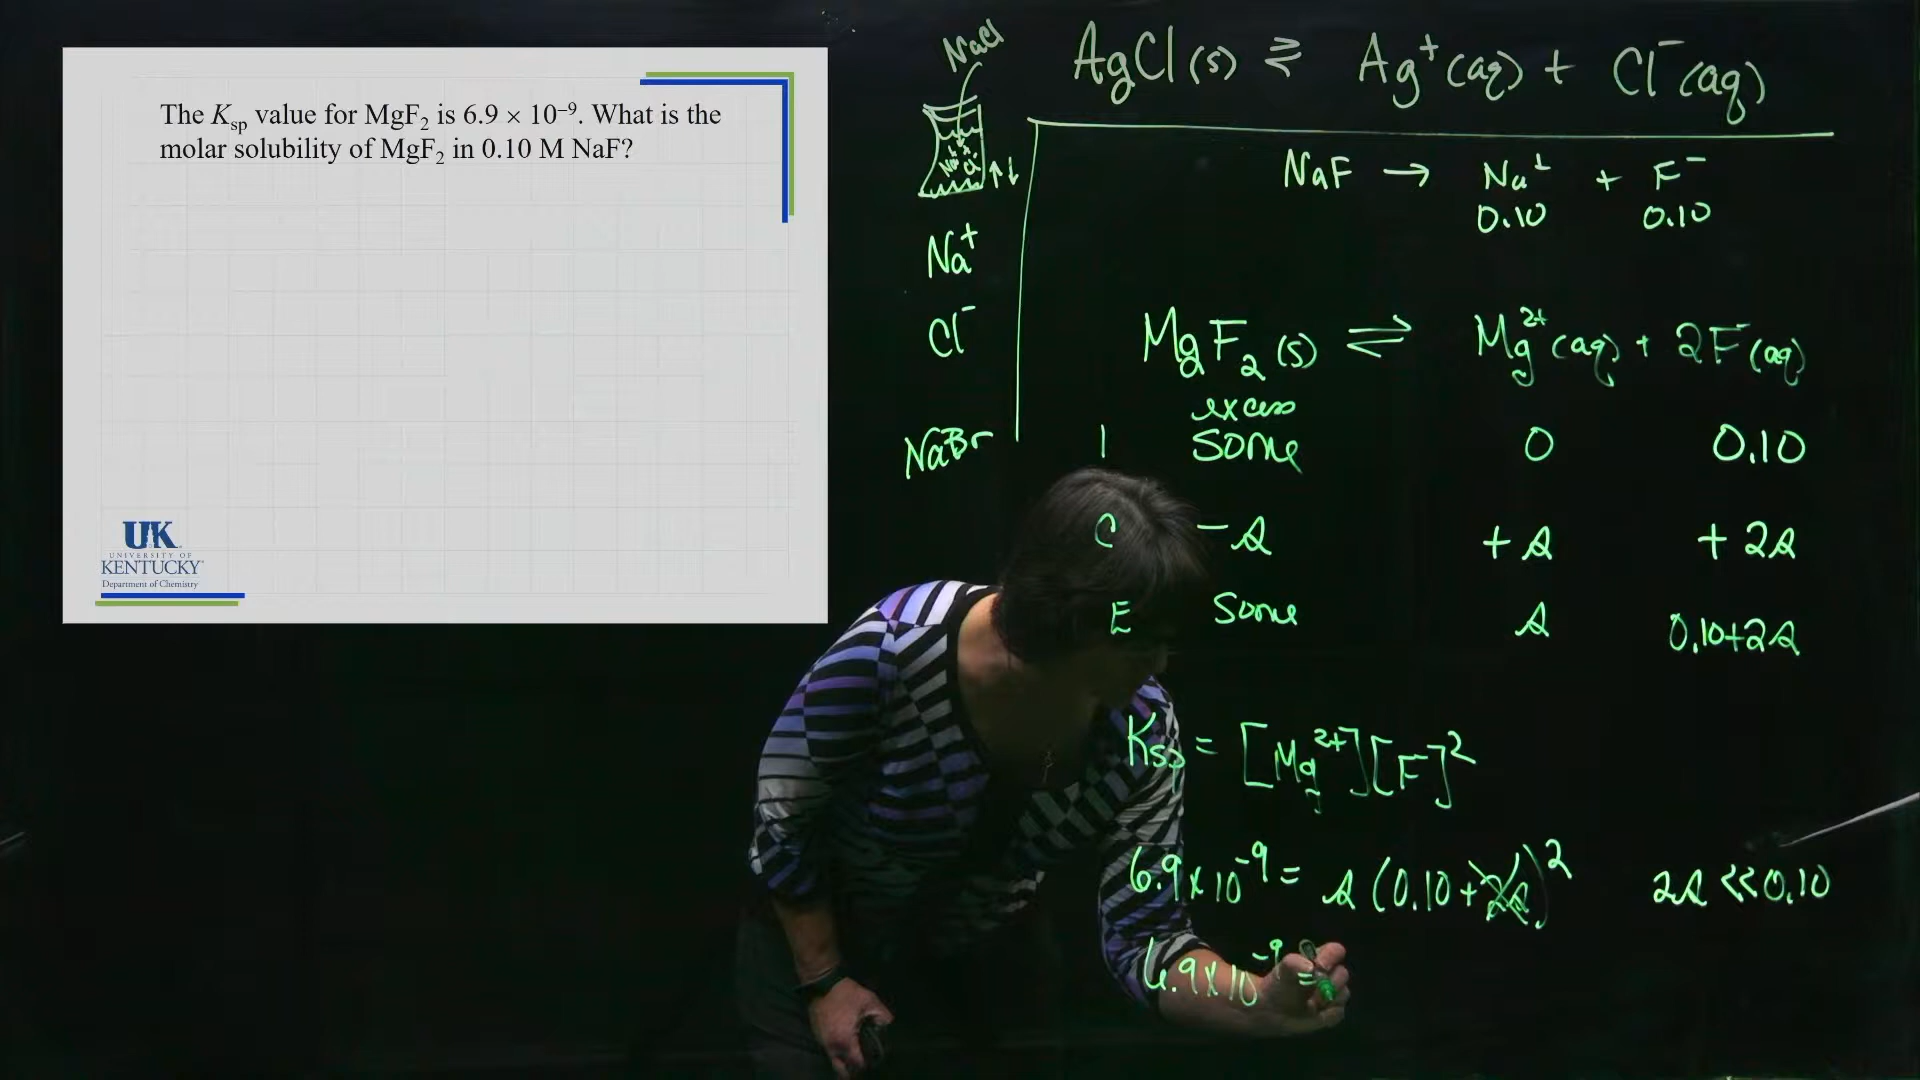 The Ksp value for MgF₂ is 6.9 × 10⁻⁹. What is the
molar solubility of MgF₂ in 0.10 M NaF?
UK
UNIVERSITY OF
KENTUCKY
Department of Chemistry
NaCl
Na⁺ Cl⁻
Na⁺
Cl⁻
NaBr
AgCl (s) ⇌ Ag⁺ (aq) + Cl⁻ (aq)
NaF → Na⁺ + F⁻
0.10 0.10
MgF₂ (s) ⇌ Mg²⁺ (aq) + 2F⁻ (aq)
excess
I some 0 0.10
C -s +s +2s
E some s 0.10+2s
Ksp = [Mg²⁺][F⁻]²
6.9 x 10⁻⁹ = s (0.10 + 2s)² 2s << 0.10
6.9 x 10⁻⁹ =